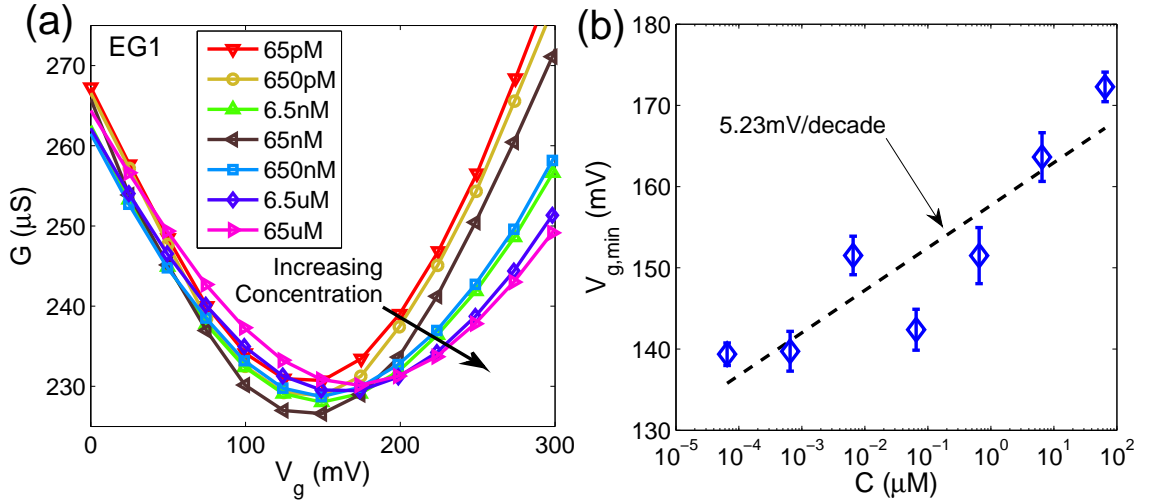 (a)
EG1
65pM
650pM
6.5nM
65nM
650nM
6.5uM
65uM
Increasing
Concentration
G (μS)
270
260
250
240
230
0
100
200
300
V_g (mV)
(b)
5.23mV/decade
V_g,min (mV)
180
170
160
150
140
130
10^−5
10^−4
10^−3
10^−2
10^−1
10^0
10^1
10^2
C (μM)